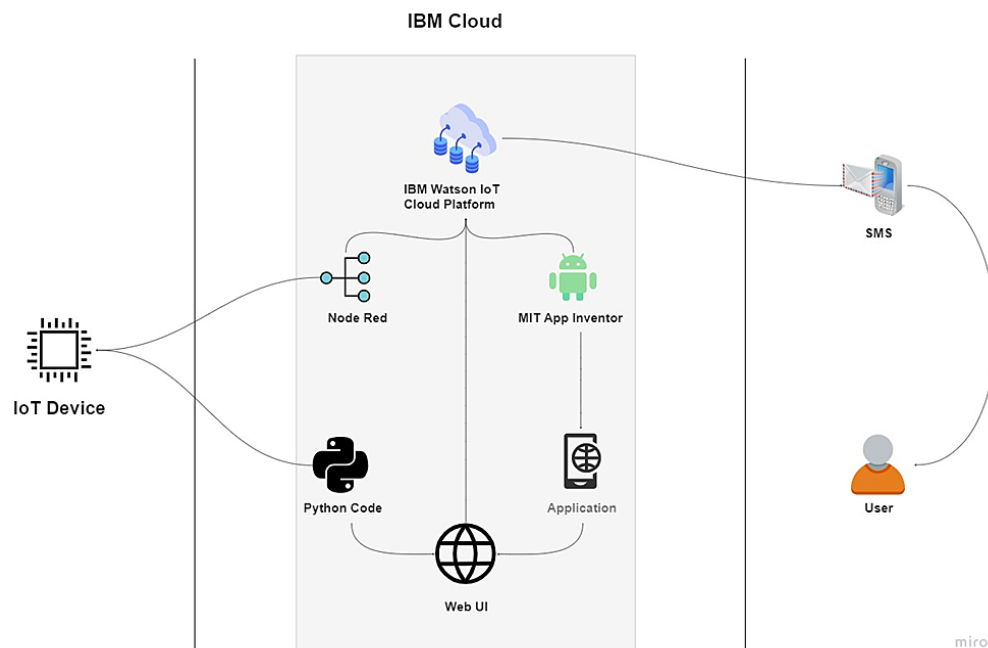 IBM Cloud
IBM Watson IoT
Cloud Platform
SMS
Node Red
MIT App Inventor
IoT Device
Python Code
Application
User
Web UI
miro